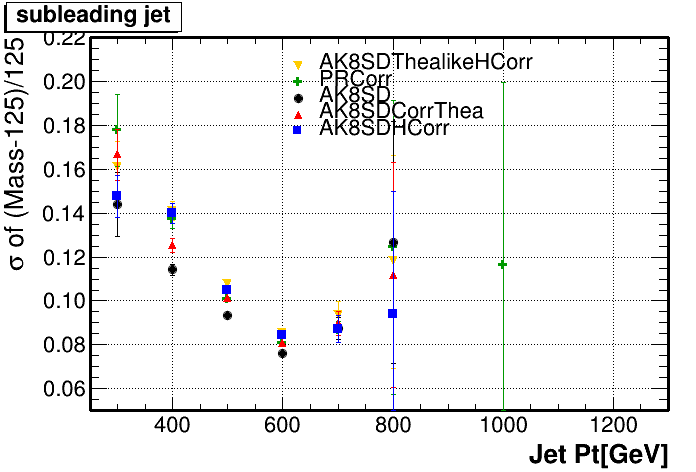 subleading jet
σ of (Mass-125)/125
0.22
0.20
0.18
0.16
0.14
0.12
0.10
0.08
0.06
AK8SDThealikeHCorr
PRCorr
AK8SD
AK8SDCorrThea
AK8SDHCorr
400 600 800 1000 1200
Jet Pt[GeV]